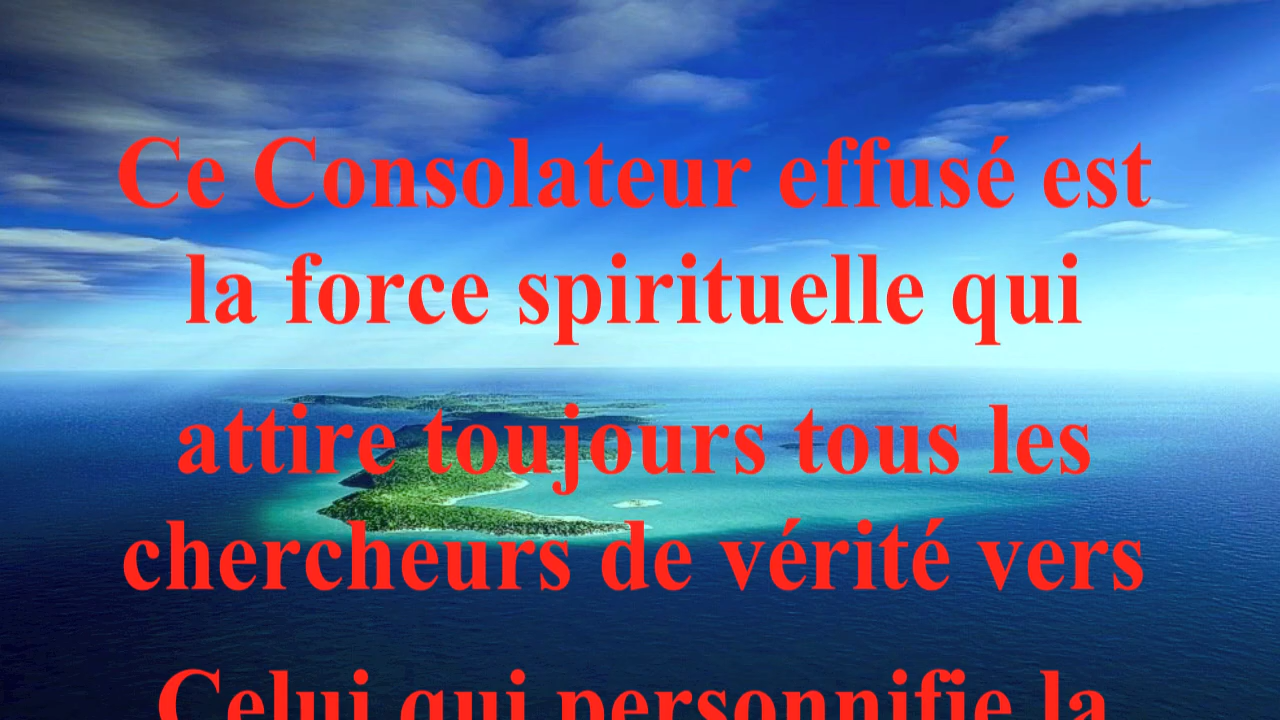 Ce Consolateur effusé est
la force spirituelle qui
attire toujours tous les
chercheurs de vérité vers
Celui qui personnifie la